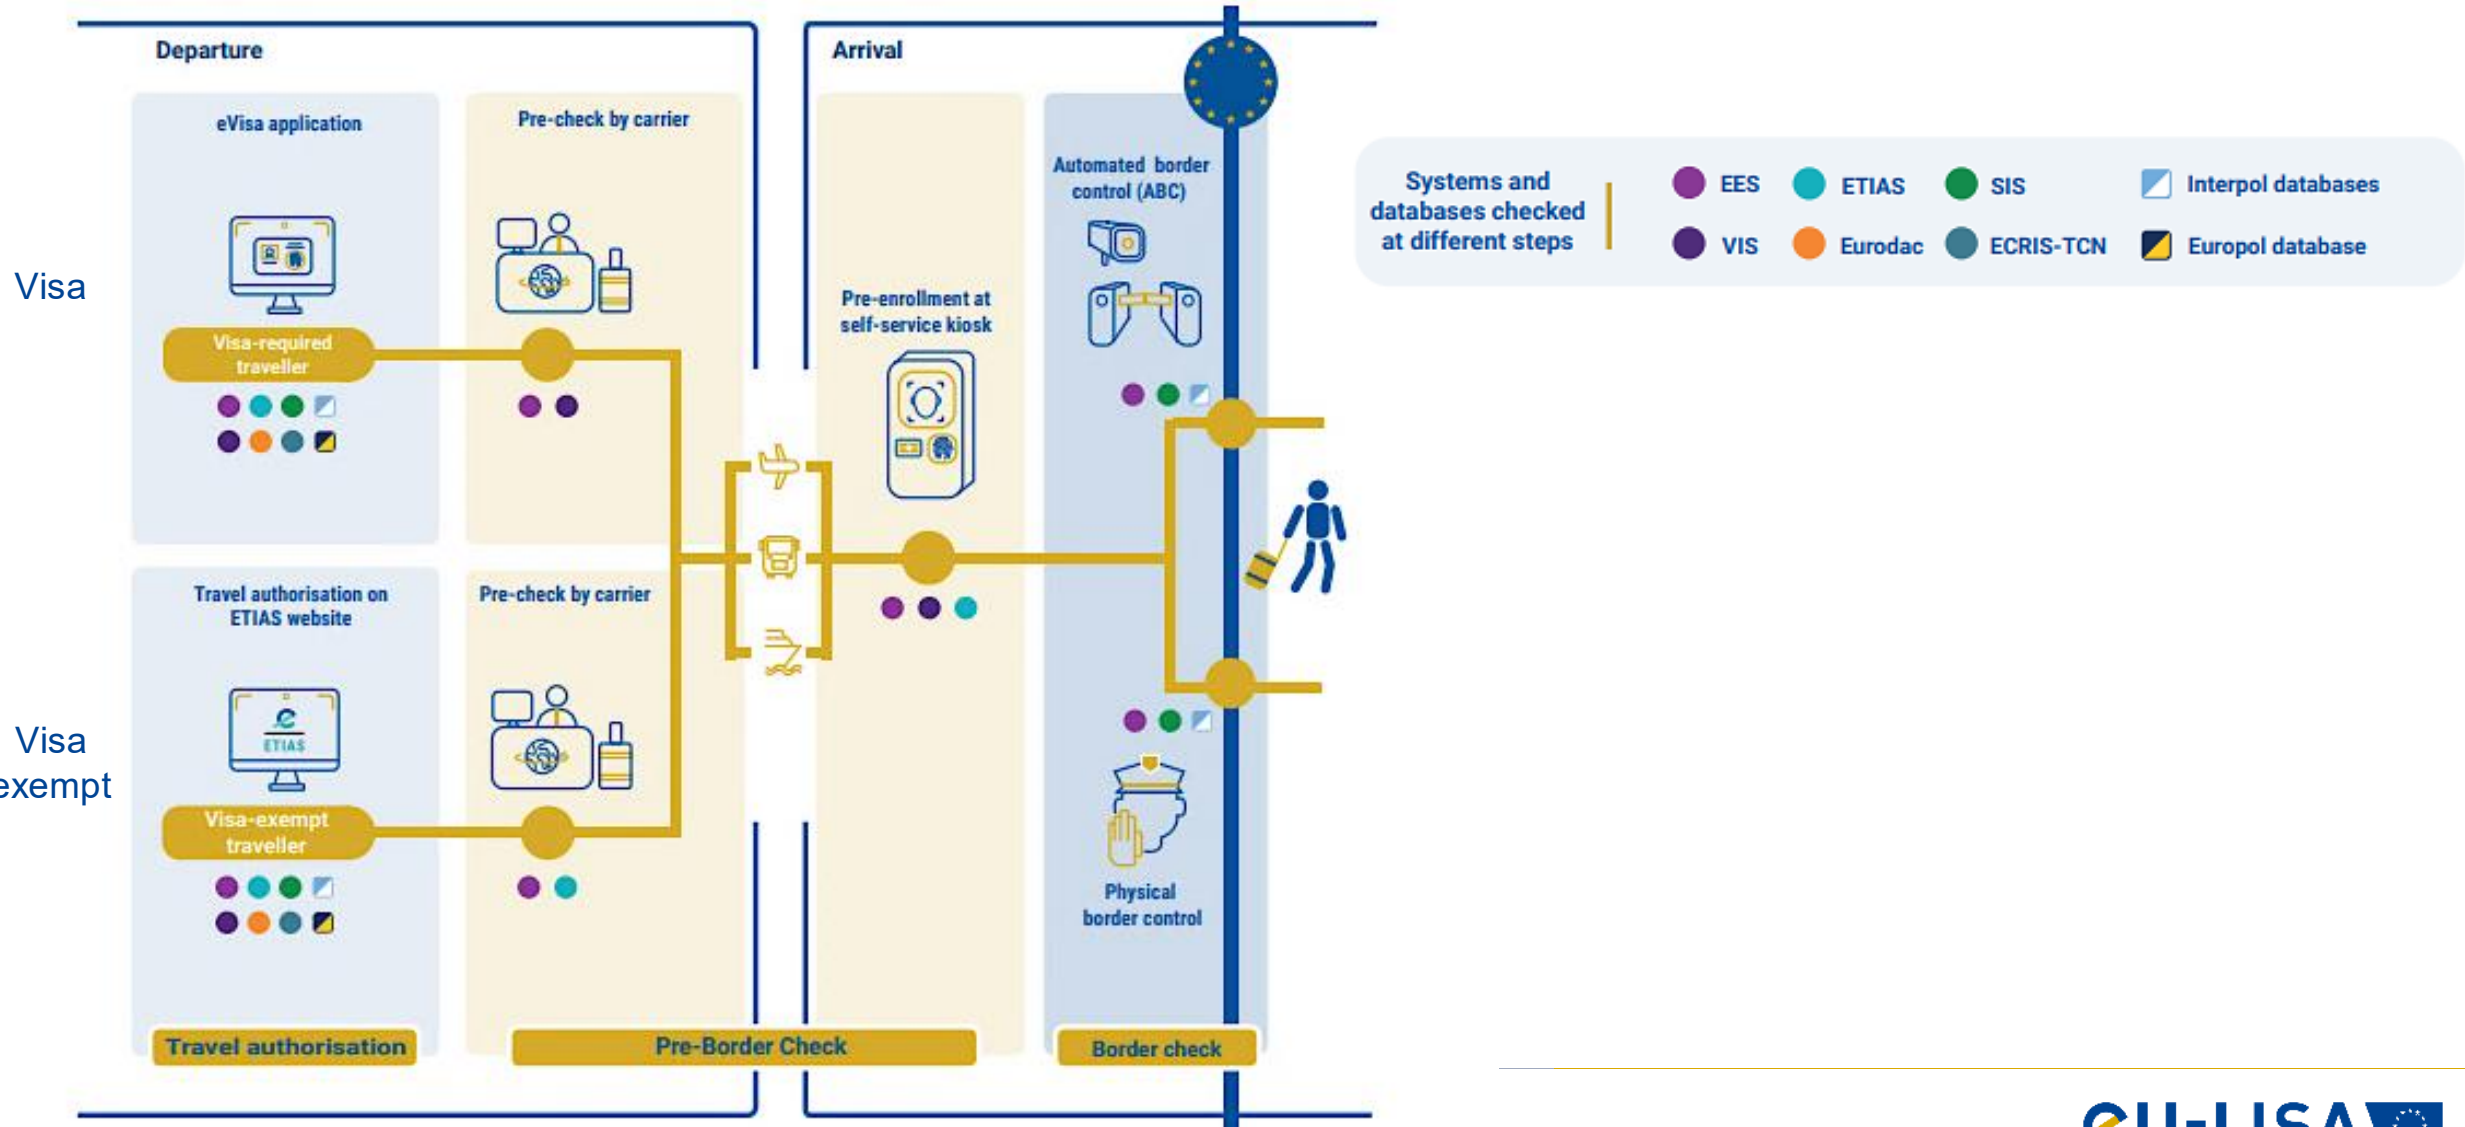 Departure
Arrival
eVisa application
Pre-check by carrier
Automated border
control (ABC)
Systems and
databases checked
at different steps
EES
ETIAS
SIS
Interpol databases
VIS
Eurodac
ECRIS-TCN
Europol database
Visa
Visa-required
traveller
Pre-enrollment at
self-service kiosk
Travel authorisation on
ETIAS website
Pre-check by carrier
ETIAS
Visa
exempt
Visa-exempt
traveller
Physical
border control
Travel authorisation
Pre-Border Check
Border check
eu-LISA